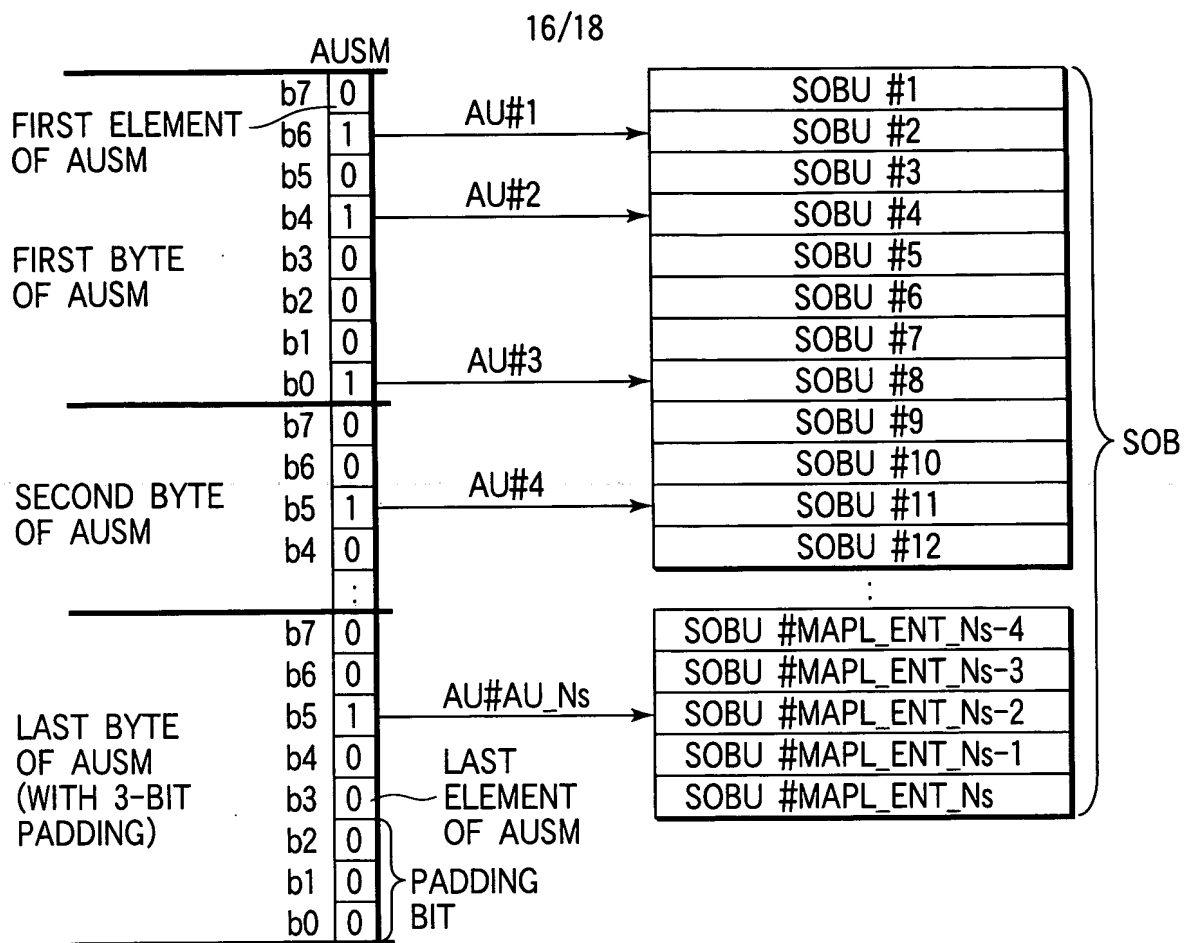 16/18
AUSM
b7 0
b6 1
b5 0
b4 1
b3 0
b2 0
b1 0
b0 1
b7 0
b6 0
b5 1
b4 0
:
b7 0
b6 0
b5 1
b4 0
b3 0
b2 0
b1 0
b0 0
FIRST ELEMENT
OF AUSM
FIRST BYTE
OF AUSM
SECOND BYTE
OF AUSM
LAST BYTE
OF AUSM
(WITH 3-BIT
PADDING)
AU#1
AU#2
AU#3
AU#4
AU#AU_Ns
LAST
ELEMENT
OF AUSM
PADDING
BIT
SOBU #1
SOBU #2
SOBU #3
SOBU #4
SOBU #5
SOBU #6
SOBU #7
SOBU #8
SOBU #9
SOBU #10
SOBU #11
SOBU #12
:
SOBU #MAPL_ENT_Ns-4
SOBU #MAPL_ENT_Ns-3
SOBU #MAPL_ENT_Ns-2
SOBU #MAPL_ENT_Ns-1
SOBU #MAPL_ENT_Ns
SOB